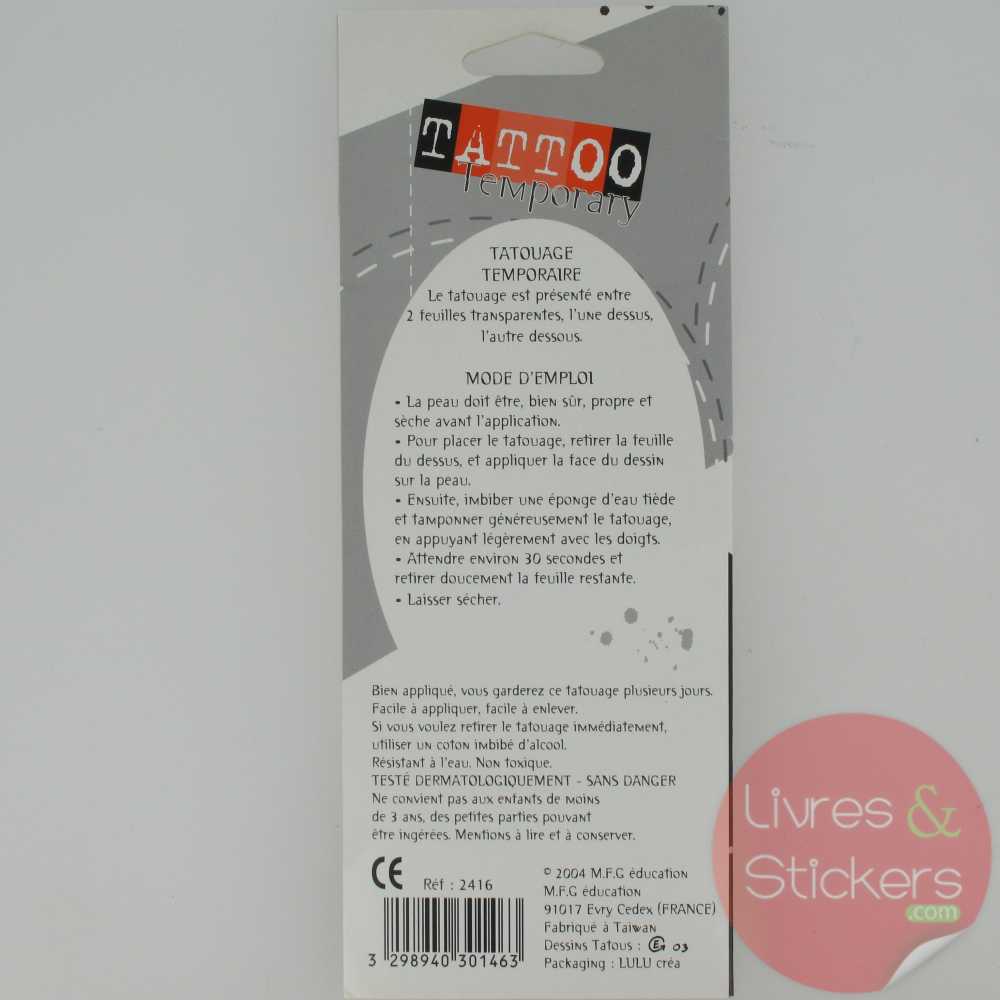 TATTOO
Temporary
TATOUAGE
TEMPORAIRE
Le tatouage est présenté entre
2 feuilles transparentes, l'une dessus,
l'autre dessous.
MODE D'EMPLOI
• La peau doit être, bien sûr, propre et
sèche avant l'application.
• Pour placer le tatouage, retirer la feuille
du dessus, et appliquer la face du dessin
sur la peau.
• Ensuite, imbiber une éponge d'eau tiède
et tamponner généreusement le tatouage,
en appuyant légèrement avec les doigts.
• Attendre environ 30 secondes et
retirer doucement la feuille restante.
• Laisser sécher.
Bien appliqué, vous garderez ce tatouage plusieurs jours.
Facile à appliquer, facile à enlever.
Si vous voulez retirer le tatouage immédiatement,
utiliser un coton imbibé d'alcool.
Résistant à l'eau. Non toxique.
TESTÉ DERMATOLOGIQUEMENT - SANS DANGER
Ne convient pas aux enfants de moins
de 3 ans, des petites parties pouvant
être ingérées. Mentions à lire et à conserver.
CE Réf : 2416
3 298940 301463
© 2004 M.F.G éducation
M.F.G éducation
91017 Evry Cedex (FRANCE)
Fabriqué à Taiwan
Dessins Tatous : 03
Packaging : LULU créa
Livres &
Stickers
.com